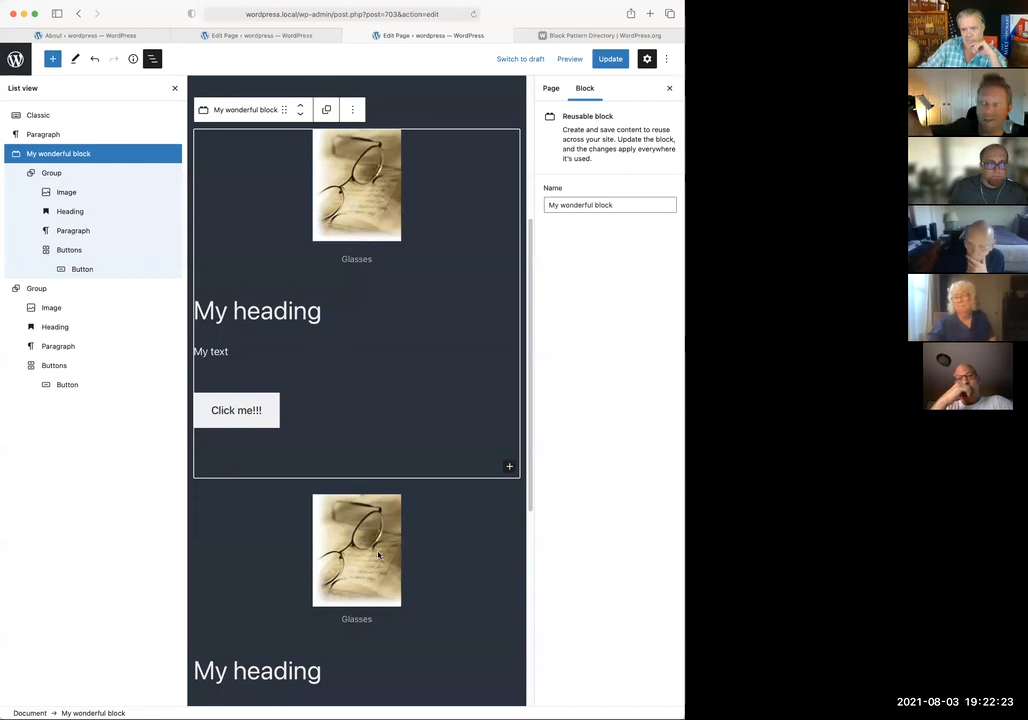 wordpress.local/wp-admin/post.php?post=703&action=edit
About ‹ wordpress — WordPress
Edit Page ‹ wordpress — WordPress
Edit Page ‹ wordpress — WordPress
Block Pattern Directory | WordPress.org
Switch to draft
Preview
Update
List view
Classic
Paragraph
My wonderful block
Group
Image
Heading
Paragraph
Buttons
Button
Group
Image
Heading
Paragraph
Buttons
Button
My wonderful block
Glasses
My heading
My text
Click me!!!
Glasses
My heading
Page
Block
Reusable block
Create and save content to reuse
across your site. Update the block,
and the changes apply everywhere
it's used.
Name
My wonderful block
Document → My wonderful block
2021-08-03 19:22:23